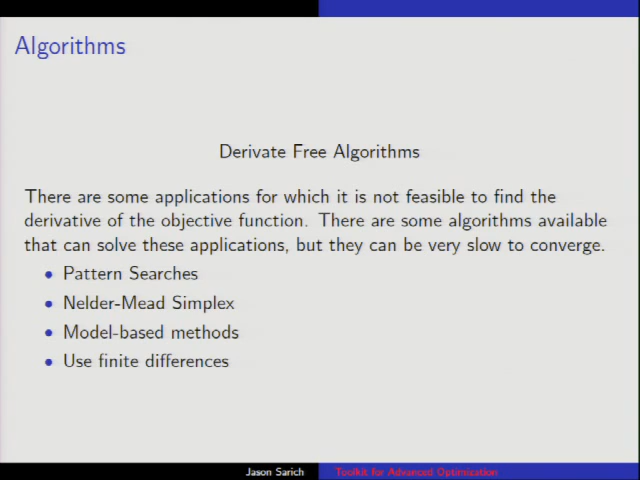 Algorithms
Derivate Free Algorithms
There are some applications for which it is not feasible to find the
derivative of the objective function. There are some algorithms available
that can solve these applications, but they can be very slow to converge.
• Pattern Searches
• Nelder-Mead Simplex
• Model-based methods
• Use finite differences
Jason Sarich
Toolkit for Advanced Optimization